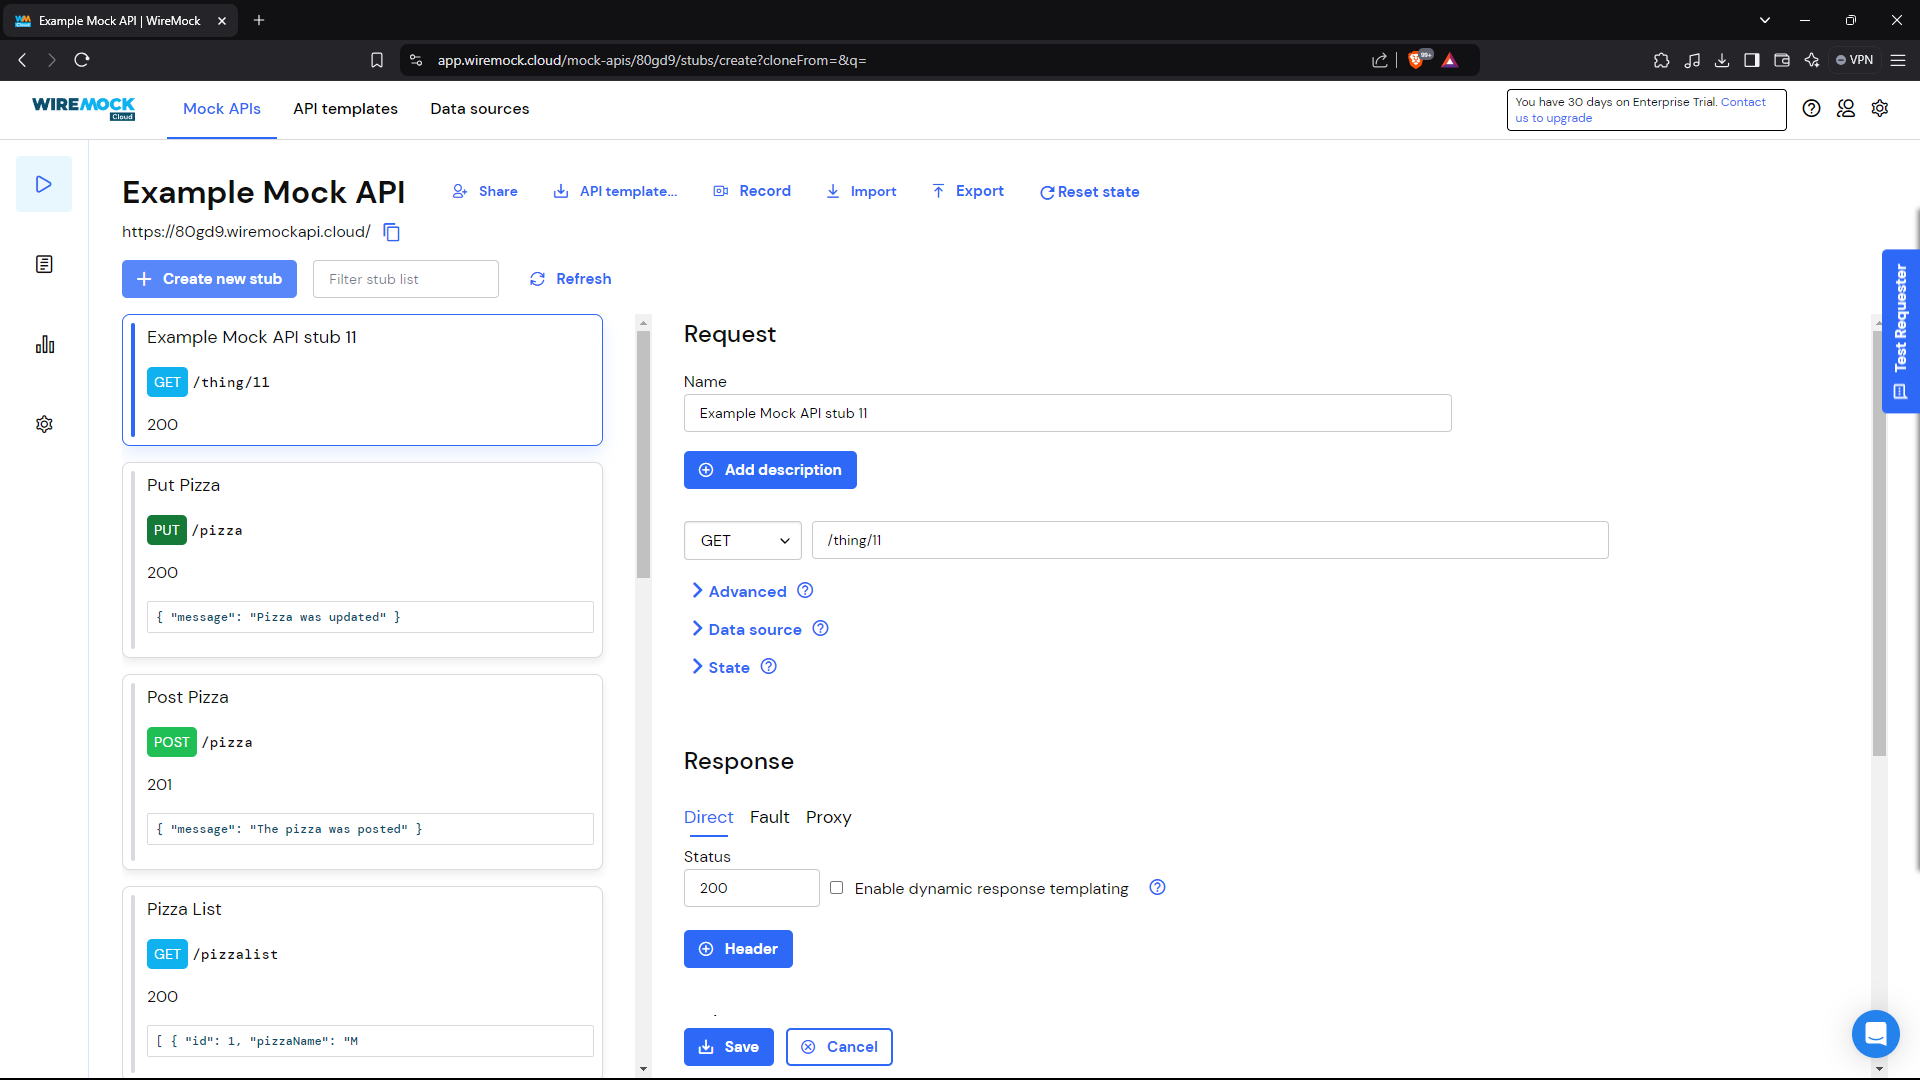 Example Mock API | WireMock
app.wiremock.cloud/mock-apis/80gd9/stubs/create?cloneFrom=&q=
99+
VPN
WIREMOCK
Cloud
Mock APIs
API templates
Data sources
You have 30 days on Enterprise Trial. Contact
us to upgrade
Example Mock API
Share
API template...
Record
Import
Export
Reset state
https://80gd9.wiremockapi.cloud/
Create new stub
Filter stub list
Refresh
Test Requester
Example Mock API stub 11
GET /thing/11
200
Put Pizza
PUT /pizza
200
{ "message": "Pizza was updated" }
Post Pizza
POST /pizza
201
{ "message": "The pizza was posted" }
Pizza List
GET /pizzalist
200
[ { "id": 1, "pizzaName": "M
Request
Name
Example Mock API stub 11
Add description
GET
/thing/11
Advanced
Data source
State
Response
Direct
Fault
Proxy
Status
200
Enable dynamic response templating
Header
Save
Cancel